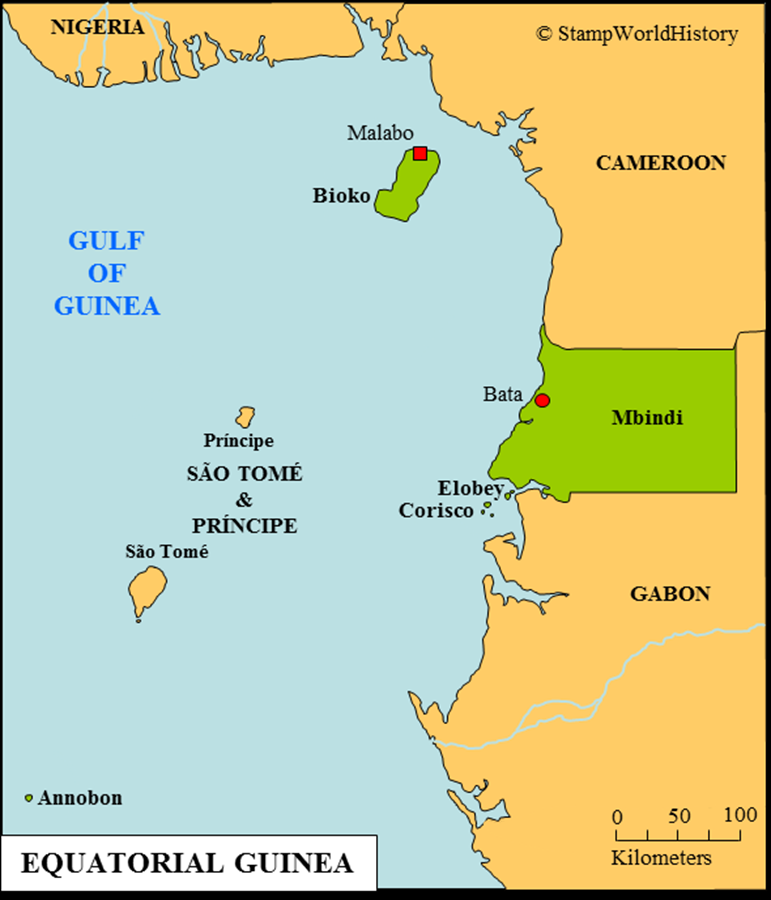 NIGERIA
© StampWorldHistory
Malabo
CAMEROON
Bioko
GULF
OF
GUINEA
Bata
Mbindi
Príncipe
SÃO TOMÉ
&
PRÍNCIPE
Elobey
Corisco
São Tomé
GABON
Annobon
0 50 100
Kilometers
EQUATORIAL GUINEA